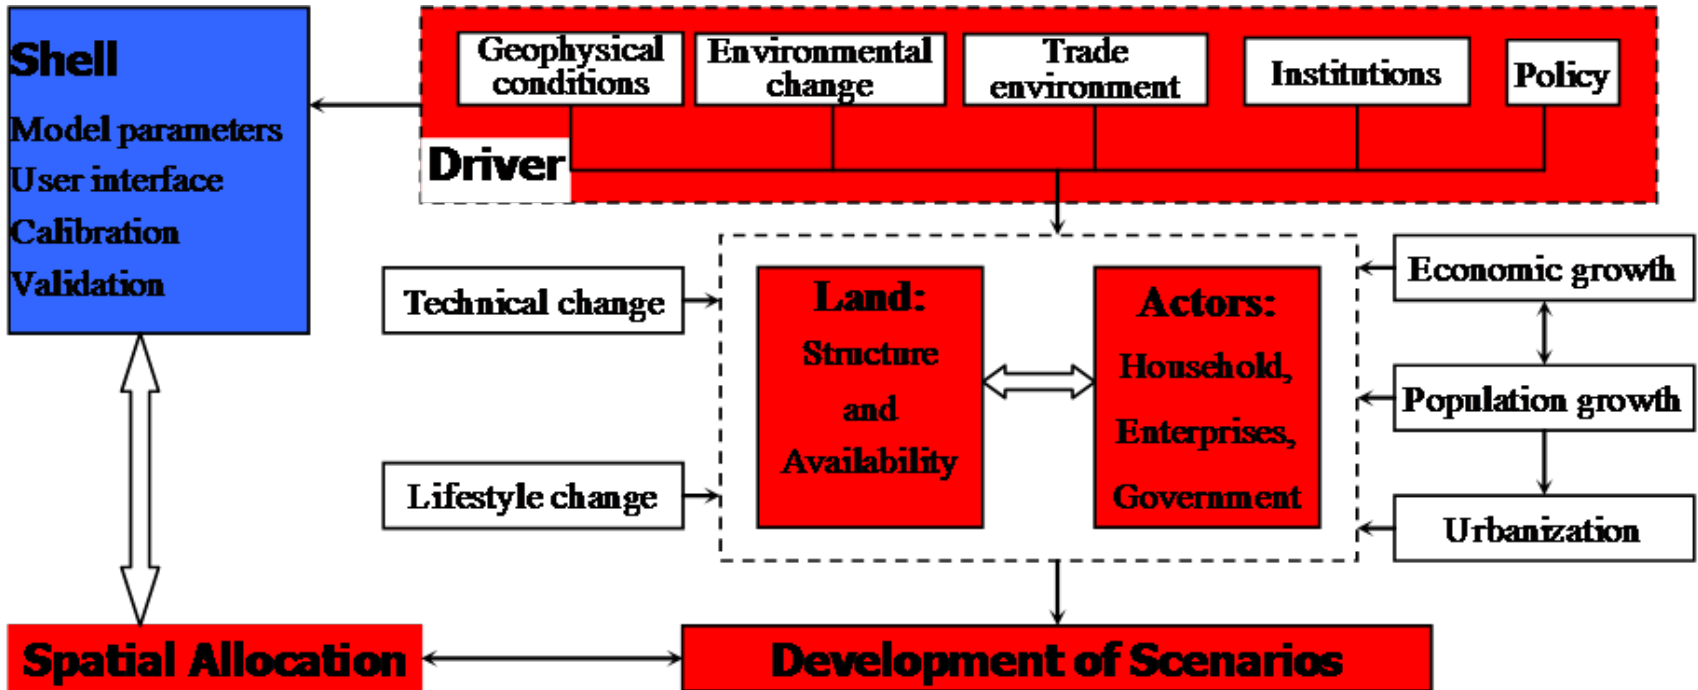 Shell
Model parameters
User interface
Calibration
Validation
Geophysical
conditions
Environmental
change
Trade
environment
Institutions
Policy
Driver
Technical change
Lifestyle change
Land:
Structure
and
Availability
Actors:
Household,
Enterprises,
Government
Economic growth
Population growth
Urbanization
Spatial Allocation
Development of Scenarios